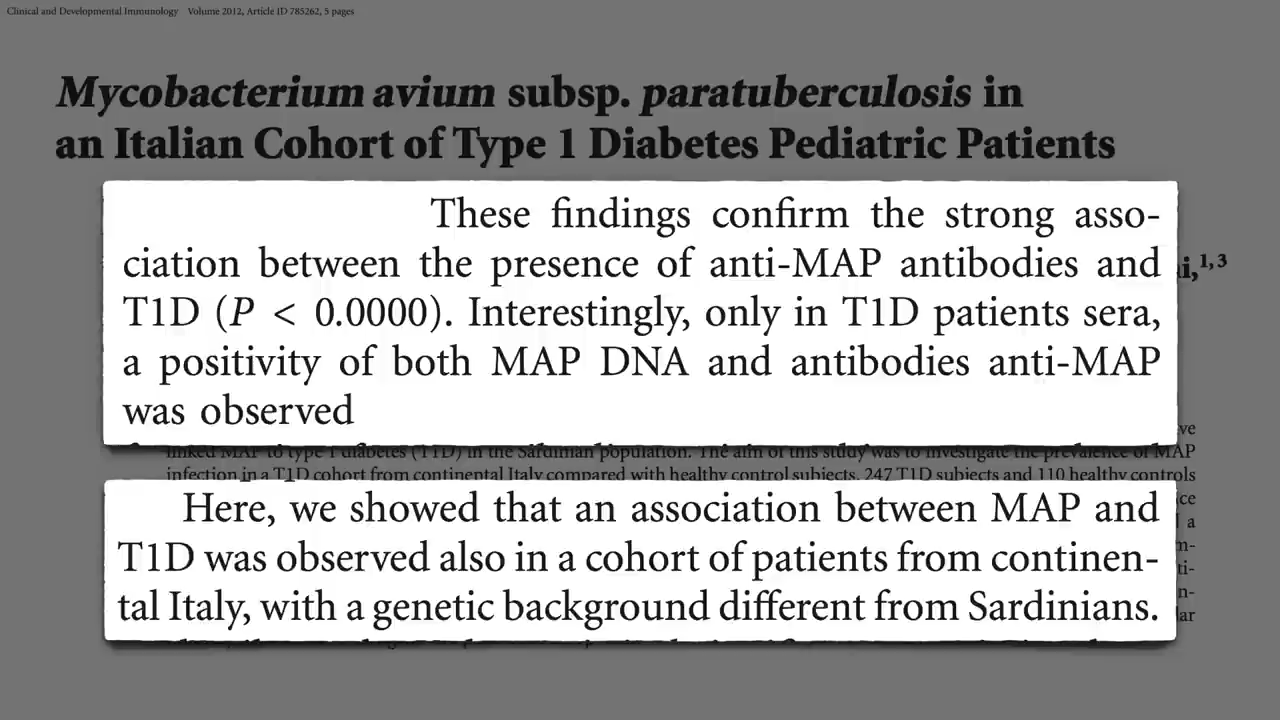 Clinical and Developmental Immunology Volume 2012, Article ID 785262, 5 pages
Mycobacterium avium subsp. paratuberculosis in
an Italian Cohort of Type 1 Diabetes Pediatric Patients
These findings confirm the strong asso-
ciation between the presence of anti-MAP antibodies and
T1D (P < 0.0000). Interestingly, only in T1D patients sera,
a positivity of both MAP DNA and antibodies anti-MAP
was observed
linked MAP to type 1 diabetes (T1D) in the Sardinian population. The aim of this study was to investigate the prevalence of MAP
infection in a T1D cohort from continental Italy compared with healthy control subjects. 247 T1D subjects and 110 healthy controls
Here, we showed that an association between MAP and
T1D was observed also in a cohort of patients from continen-
tal Italy, with a genetic background different from Sardinians.